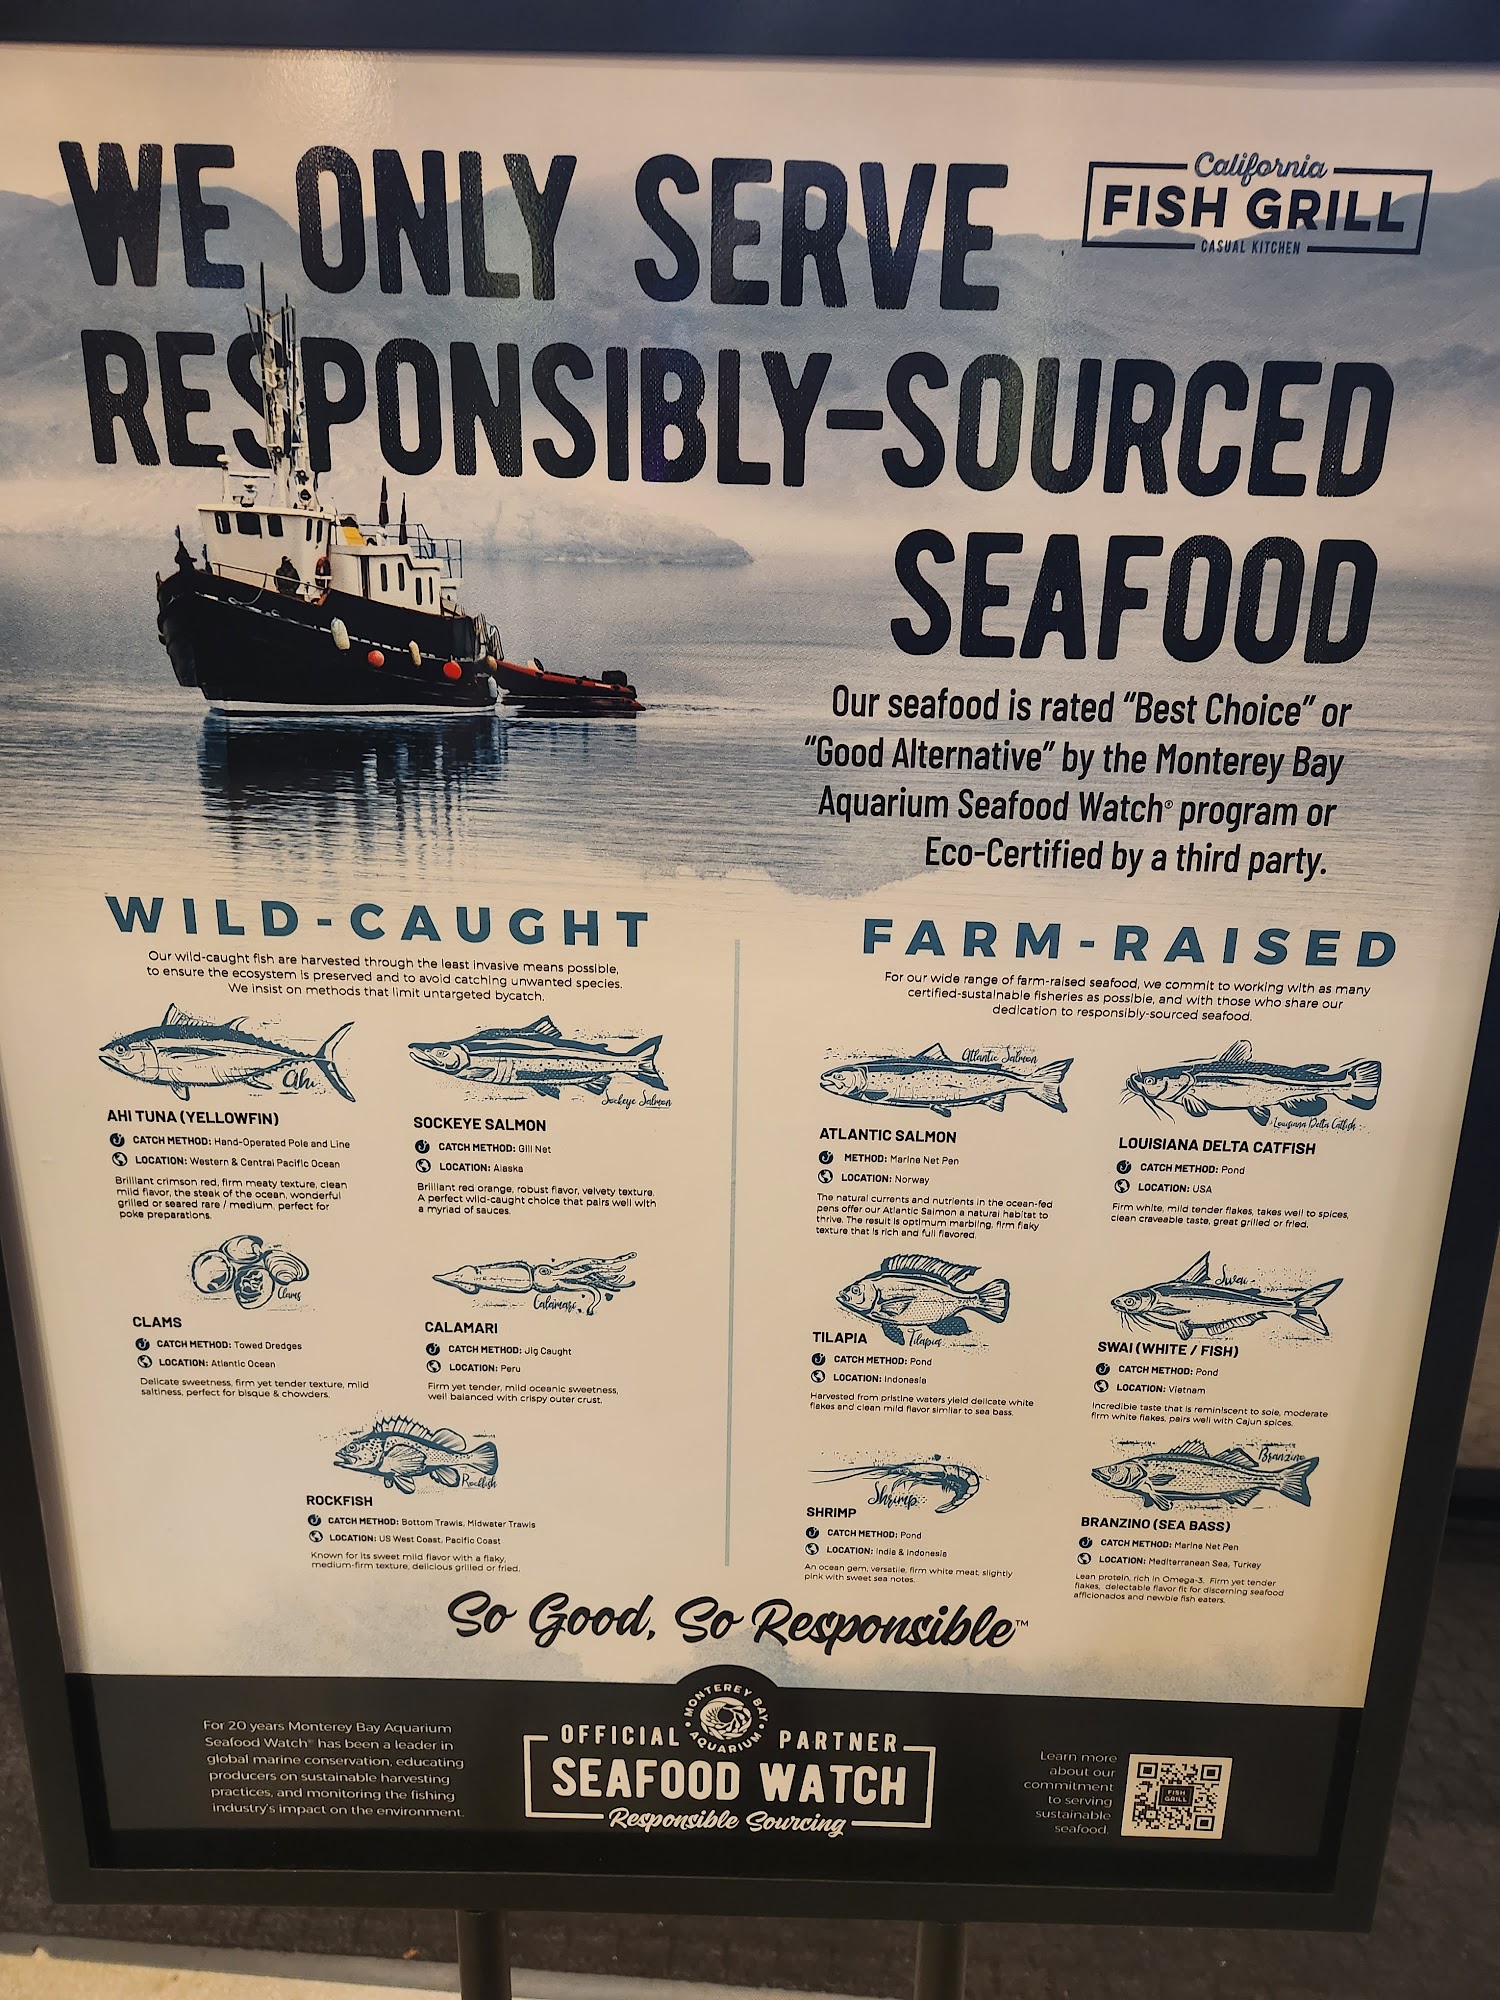 WE ONLY SERVE
RESPONSIBLY-SOURCED
SEAFOOD
California
FISH GRILL
CASUAL KITCHEN
Our seafood is rated “Best Choice” or
“Good Alternative” by the Monterey Bay
Aquarium Seafood Watch® program or
Eco-Certified by a third party.
WILD-CAUGHT
Our wild-caught fish are harvested through the least invasive means possible,
to ensure the ecosystem is preserved and to avoid catching unwanted species.
We insist on methods that limit untargeted bycatch.
Ahi
AHI TUNA (YELLOWFIN)
CATCH METHOD: Hand-Operated Pole and Line
LOCATION: Western & Central Pacific Ocean
Brilliant crimson red, firm meaty texture, clean
mild flavor, the steak of the ocean, wonderful
grilled or seared rare / medium, perfect for
poke preparations.
Sockeye Salmon
SOCKEYE SALMON
CATCH METHOD: Gill Net
LOCATION: Alaska
Brilliant red orange, robust flavor, velvety texture.
A perfect wild-caught choice that pairs well with
a myriad of sauces.
Clams
CLAMS
CATCH METHOD: Towed Dredges
LOCATION: Atlantic Ocean
Delicate sweetness, firm yet tender texture, mild
saltiness, perfect for bisque & chowders.
Calamari
CALAMARI
CATCH METHOD: Jig Caught
LOCATION: Peru
Firm yet tender, mild oceanic sweetness,
well balanced with crispy outer crust.
Rockfish
ROCKFISH
CATCH METHOD: Bottom Trawls, Midwater Trawls
LOCATION: US West Coast, Pacific Coast
Known for its sweet mild flavor with a flaky,
medium-firm texture, delicious grilled or fried.
FARM-RAISED
For our wide range of farm-raised seafood, we commit to working with as many
certified-sustainable fisheries as possible, and with those who share our
dedication to responsibly-sourced seafood.
Atlantic Salmon
ATLANTIC SALMON
METHOD: Marine Net Pen
LOCATION: Norway
The natural currents and nutrients in the ocean-fed
pens offer our Atlantic Salmon a natural habitat to
thrive. The result is optimum marbling, firm flaky
texture that is rich and full flavored.
Louisiana Delta Catfish
LOUISIANA DELTA CATFISH
CATCH METHOD: Pond
LOCATION: USA
Firm white, mild tender flakes, takes well to spices,
clean craveable taste, great grilled or fried.
Tilapia
TILAPIA
CATCH METHOD: Pond
LOCATION: Indonesia
Harvested from pristine waters yield delicate white
flakes and clean mild flavor similar to sea bass.
Swai
SWAI (WHITE / FISH)
CATCH METHOD: Pond
LOCATION: Vietnam
Incredible taste that is reminiscent to sole, moderate
firm white flakes, pairs well with Cajun spices.
Shrimp
SHRIMP
CATCH METHOD: Pond
LOCATION: India & Indonesia
An ocean gem, versatile, firm white meat, slightly
pink with sweet sea notes.
Branzino
BRANZINO (SEA BASS)
CATCH METHOD: Marine Net Pen
LOCATION: Mediterranean Sea, Turkey
Lean protein, rich in Omega-3. Firm yet tender
flakes, delectable flavor fit for discerning seafood
afficionados and newbie fish eaters.
So Good, So Responsible™
For 20 years Monterey Bay Aquarium
Seafood Watch® has been a leader in
global marine conservation, educating
producers on sustainable harvesting
practices, and monitoring the fishing
industry's impact on the environment.
MONTEREY BAY
AQUARIUM
OFFICIAL PARTNER
SEAFOOD WATCH
Responsible Sourcing
Learn more
about our
commitment
to serving
sustainable
seafood.
FISH
GRILL